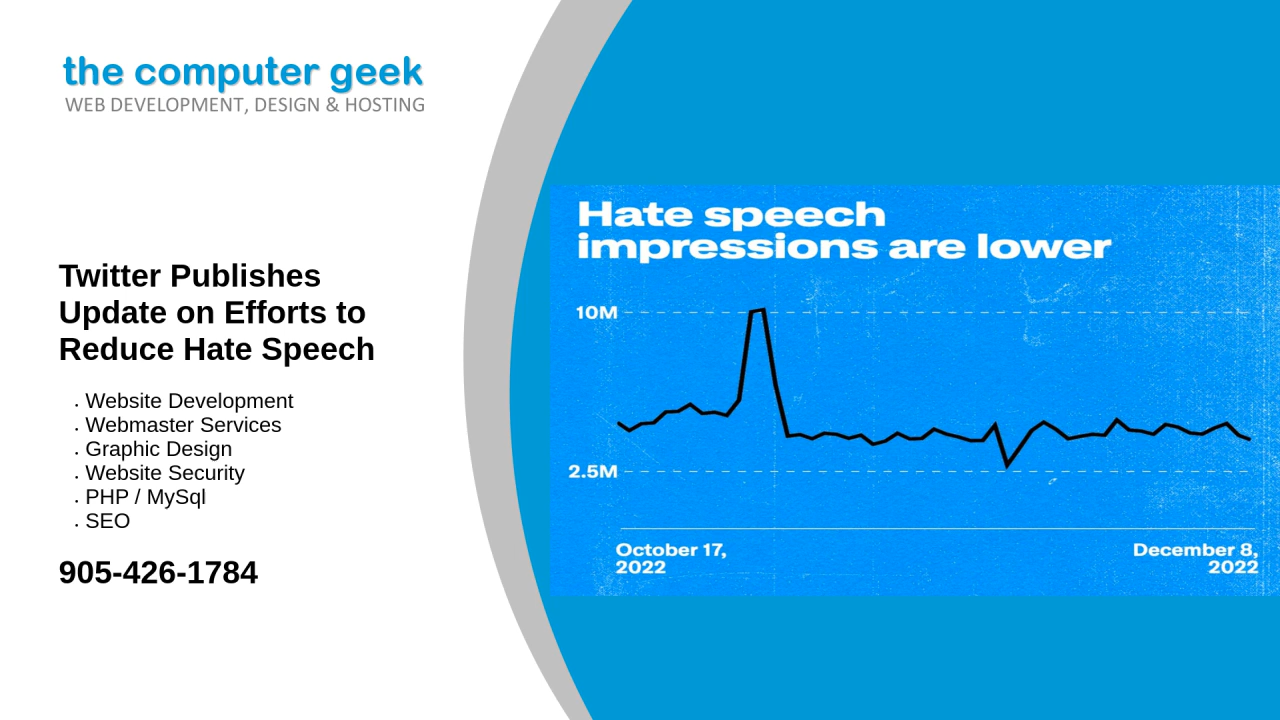 the computer geek
WEB DEVELOPMENT, DESIGN & HOSTING
Twitter Publishes
Update on Efforts to
Reduce Hate Speech
· Website Development
· Webmaster Services
· Graphic Design
· Website Security
· PHP / MySql
· SEO
905-426-1784
Hate speech
impressions are lower
10M
2.5M
October 17,
2022
December 8,
2022